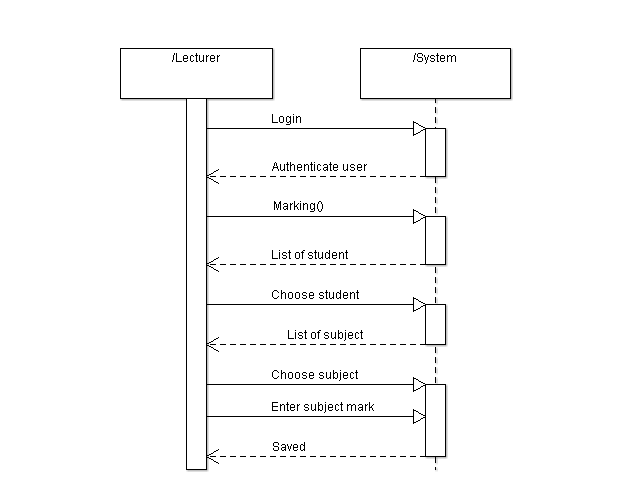 /Lecturer
/System
Login
Authenticate user
Marking()
List of student
Choose student
List of subject
Choose subject
Enter subject mark
Saved